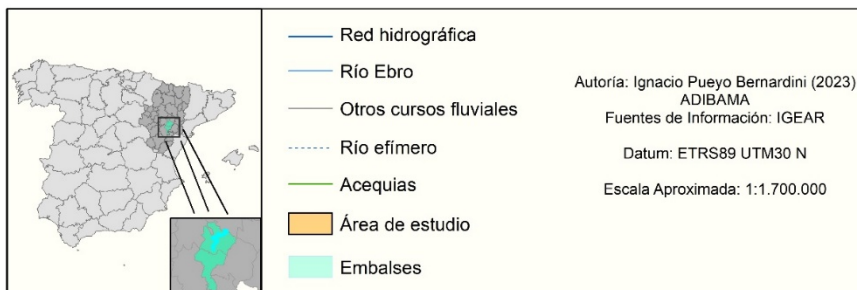 Red hidrográfica
Río Ebro
Otros cursos fluviales
Río efímero
Acequias
Área de estudio
Embalses
Autoría: Ignacio Pueyo Bernardini (2023)
ADIBAMA
Fuentes de Información: IGEAR
Datum: ETRS89 UTM30 N
Escala Aproximada: 1:1.700.000